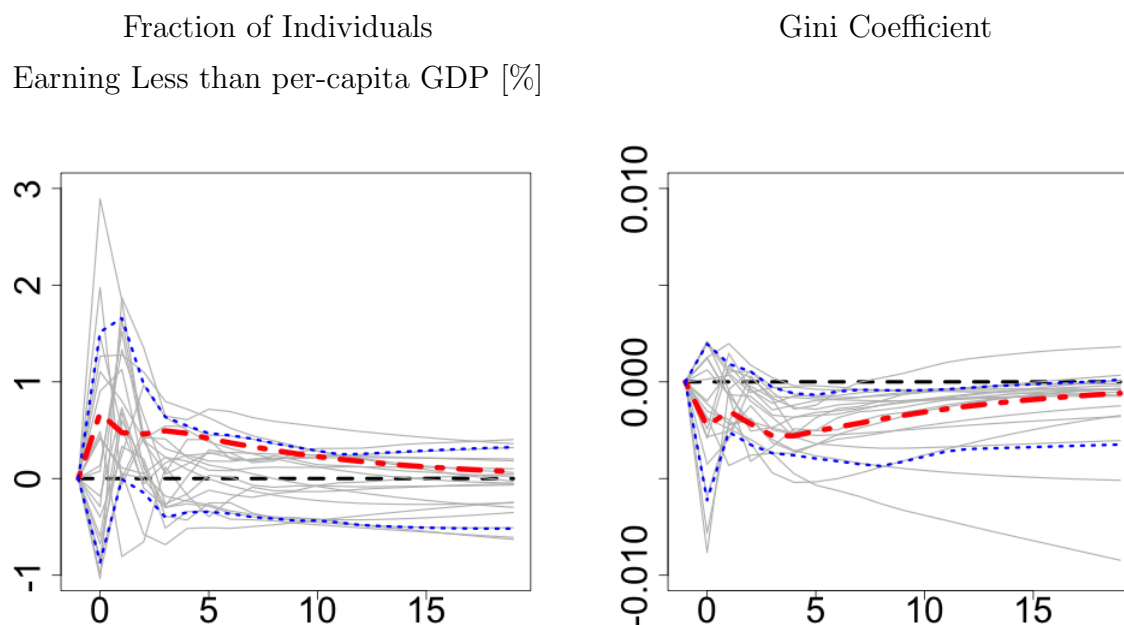 Fraction of Individuals
Earning Less than per-capita GDP [%]
3
2
1
0
-1
0 5 10 15
Gini Coefficient
0.010
0.000
-0.010
0 5 10 15